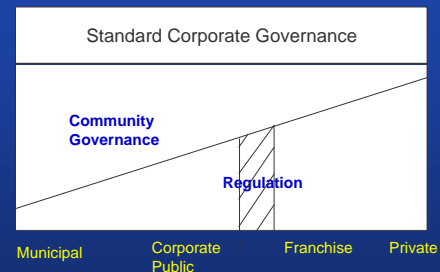 Standard Corporate Governance
Community
Governance
Regulation
Municipal
Corporate
Public
Franchise
Private